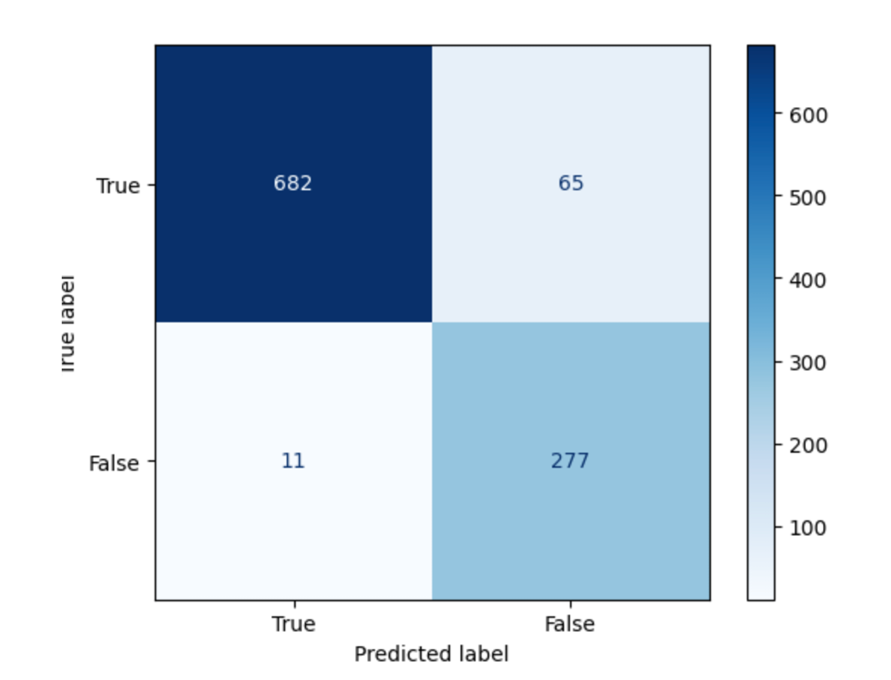 True
682
65
False
11
277
True
False
Predicted label
True label
600
500
400
300
200
100